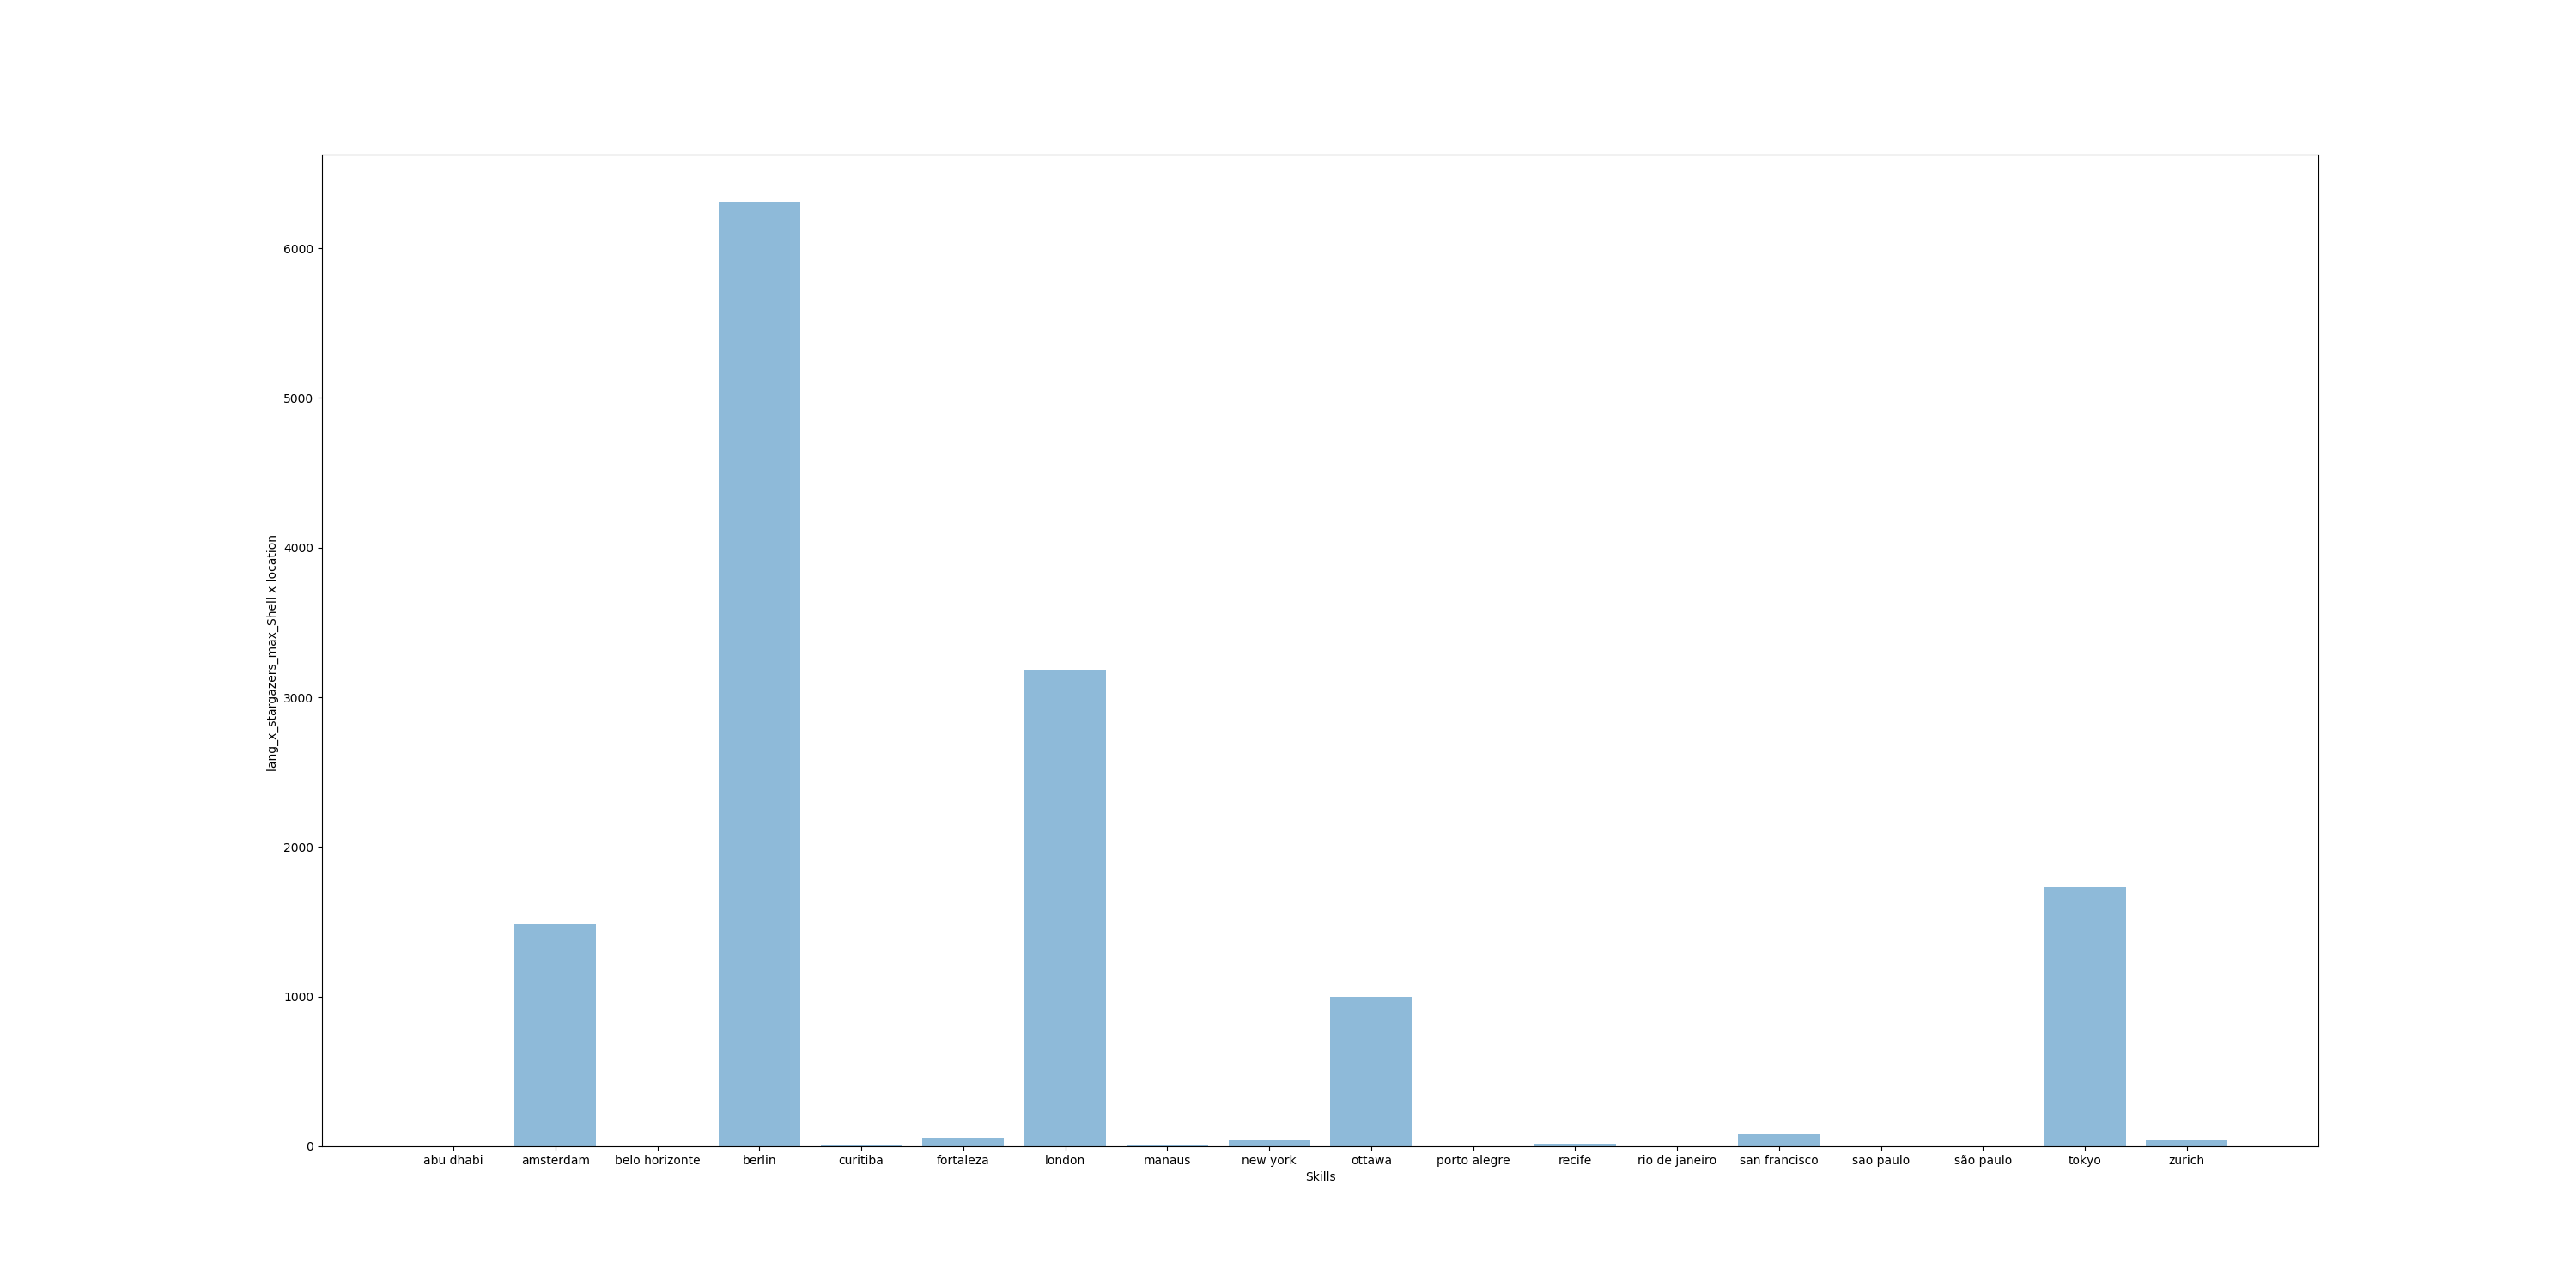 lang_x_stargazers_max_Shell x location
6000
5000
4000
3000
2000
1000
0
abu dhabi amsterdam belo horizonte berlin curitiba fortaleza london manaus new york ottawa porto alegre recife rio de janeiro san francisco sao paulo são paulo tokyo zurich
Skills